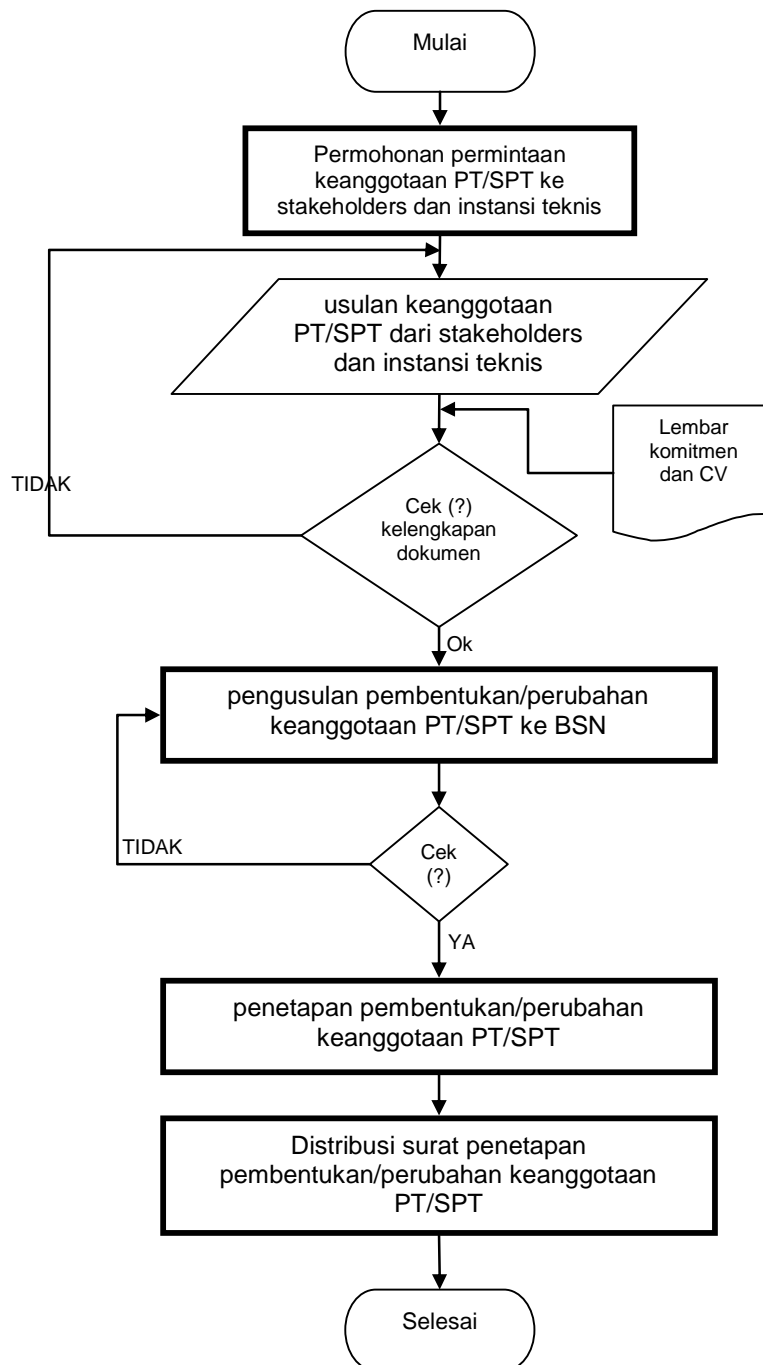 Mulai
Permohonan permintaan
keanggotaan PT/SPT ke
stakeholders dan instansi teknis
usulan keanggotaan
PT/SPT dari stakeholders
dan instansi teknis
Lembar
komitmen
dan CV
TIDAK
Cek (?)
kelengkapan
dokumen
Ok
pengusulan pembentukan/perubahan
keanggotaan PT/SPT ke BSN
TIDAK
Cek
(?)
YA
penetapan pembentukan/perubahan
keanggotaan PT/SPT
Distribusi surat penetapan
pembentukan/perubahan keanggotaan
PT/SPT
Selesai